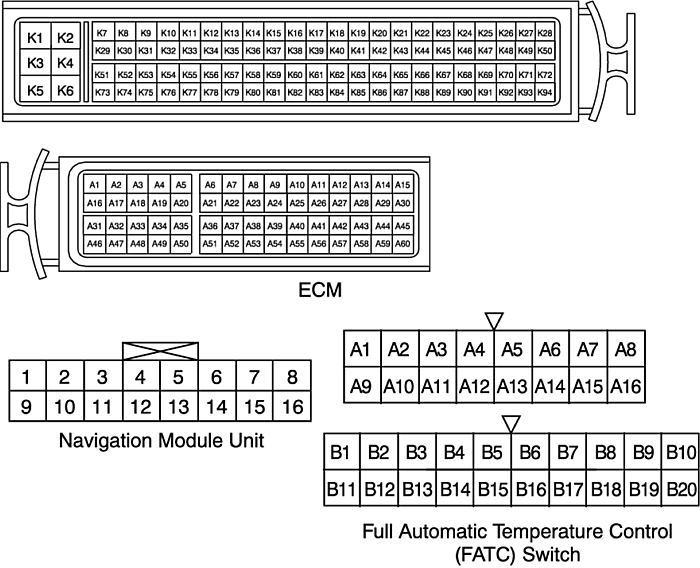 K1 K2 K7 K8 K9 K10 K11 K12 K13 K14 K15 K16 K17 K18 K19 K20 K21 K22 K23 K24 K25 K26 K27 K28
K29 K30 K31 K32 K33 K34 K35 K36 K37 K38 K39 K40 K41 K42 K43 K44 K45 K46 K47 K48 K49 K50
K3 K4
K51 K52 K53 K54 K55 K56 K57 K58 K59 K60 K61 K62 K63 K64 K65 K66 K67 K68 K69 K70 K71 K72
K5 K6 K73 K74 K75 K76 K77 K78 K79 K80 K81 K82 K83 K84 K85 K86 K87 K88 K89 K90 K91 K92 K93 K94
A1 A2 A3 A4 A5 A6 A7 A8 A9 A10 A11 A12 A13 A14 A15
A16 A17 A18 A19 A20 A21 A22 A23 A24 A25 A26 A27 A28 A29 A30
A31 A32 A33 A34 A35 A36 A37 A38 A39 A40 A41 A42 A43 A44 A45
A46 A47 A48 A49 A50 A51 A52 A53 A54 A55 A56 A57 A58 A59 A60
ECM
1 2 3 4 5 6 7 8
9 10 11 12 13 14 15 16
Navigation Module Unit
A1 A2 A3 A4 A5 A6 A7 A8
A9 A10 A11 A12 A13 A14 A15 A16
B1 B2 B3 B4 B5 B6 B7 B8 B9 B10
B11 B12 B13 B14 B15 B16 B17 B18 B19 B20
Full Automatic Temperature Control
(FATC) Switch